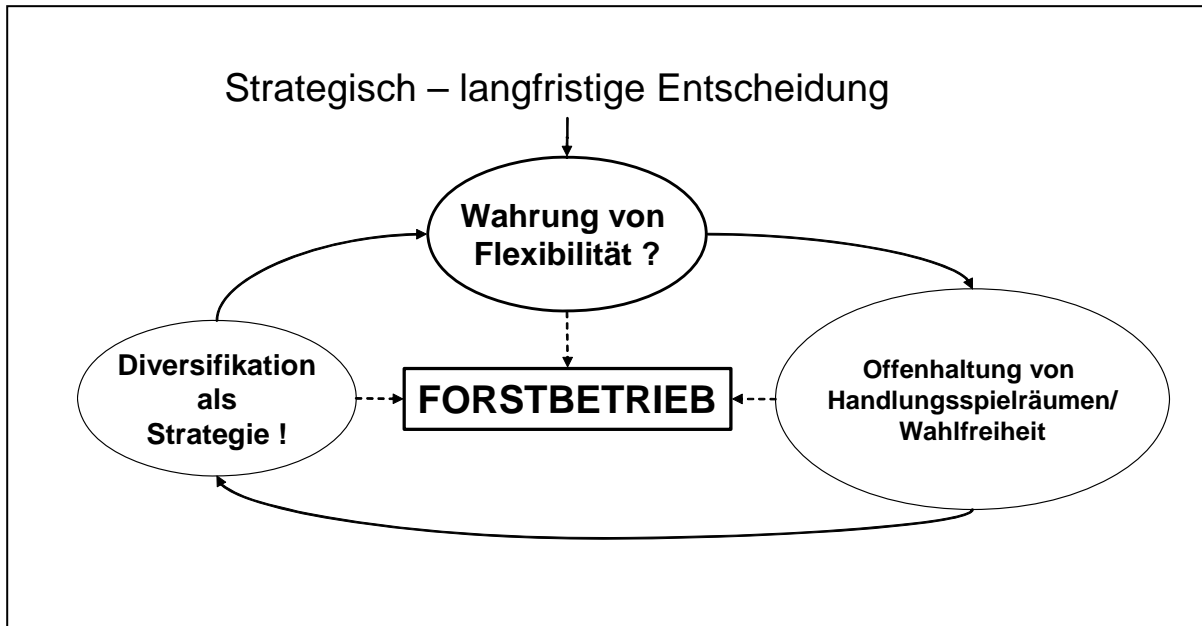 Strategisch – langfristige Entscheidung
Wahrung von
Flexibilität ?
Diversifikation
als
Strategie !
FORSTBETRIEB
Offenhaltung von
Handlungsspielräumen/
Wahlfreiheit